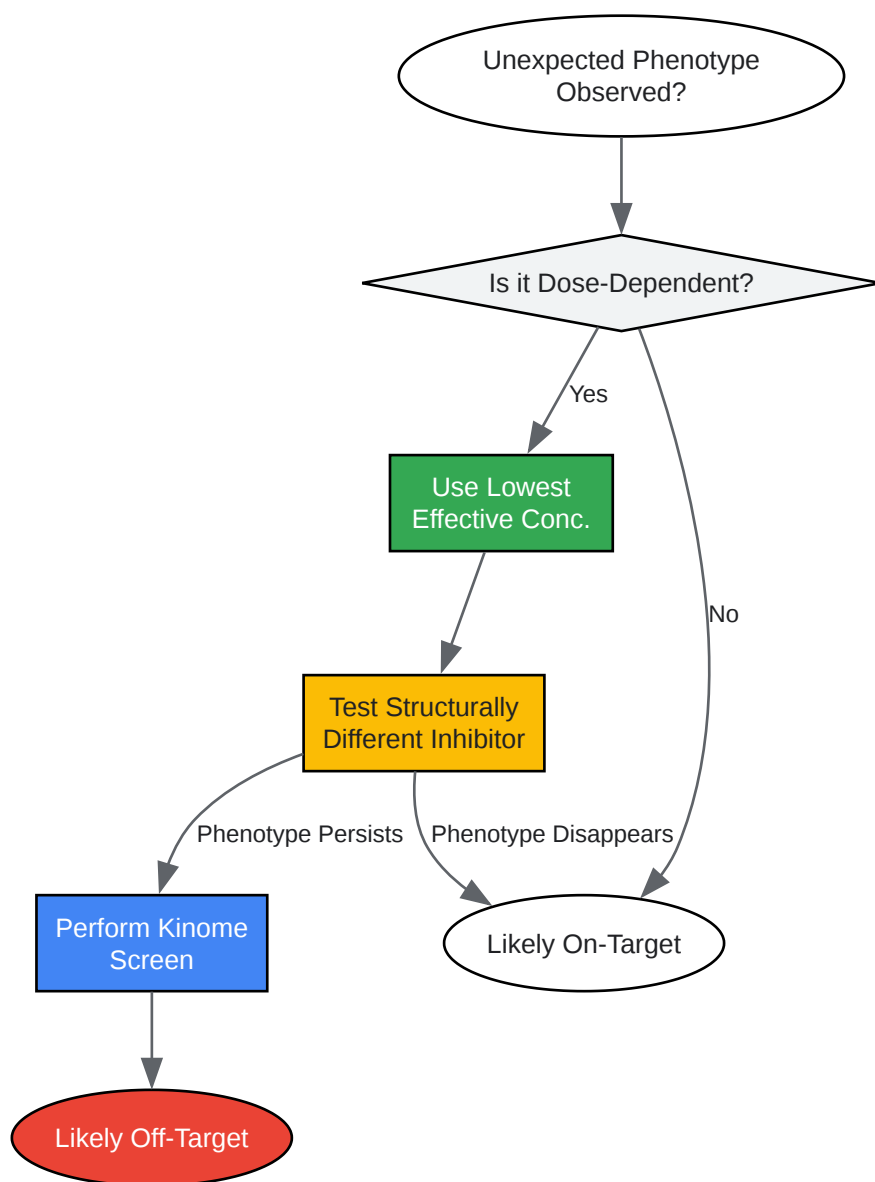 Unexpected Phenotype
Observed?
Is it Dose-Dependent?
Yes
Use Lowest
Effective Conc.
No
Test Structurally
Different Inhibitor
Phenotype Persists
Phenotype Disappears
Perform Kinome
Screen
Likely On-Target
Likely Off-Target